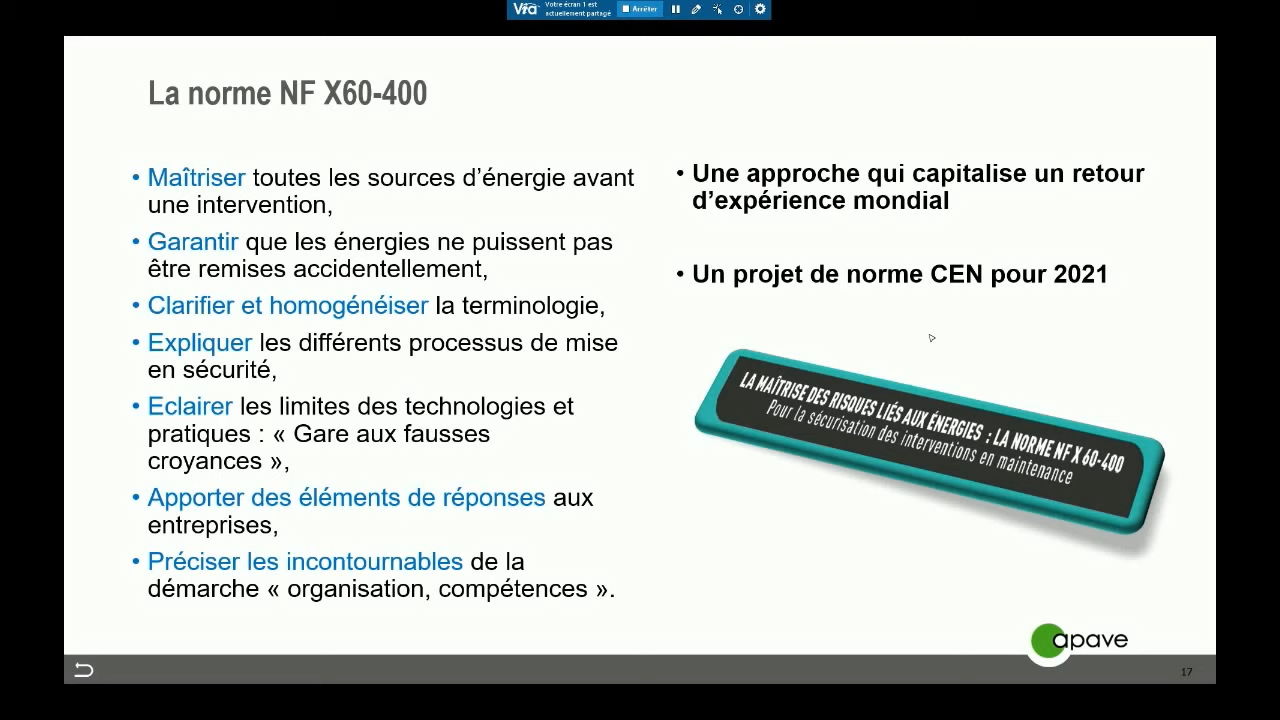 Votre écran 1 est
actuellement partagé
Arrêter
La norme NF X60-400
• Maîtriser toutes les sources d'énergie avant
une intervention,
• Garantir que les énergies ne puissent pas
être remises accidentellement,
• Clarifier et homogénéiser la terminologie,
• Expliquer les différents processus de mise
en sécurité,
• Eclairer les limites des technologies et
pratiques : « Gare aux fausses
croyances »,
• Apporter des éléments de réponses aux
entreprises,
• Préciser les incontournables de la
démarche « organisation, compétences ».
• Une approche qui capitalise un retour
d'expérience mondial
• Un projet de norme CEN pour 2021
LA MAÎTRISE DES RISQUES LIÉS AUX ÉNERGIES : LA NORME NF X 60-400
Pour la sécurisation des interventions en maintenance
apave
17